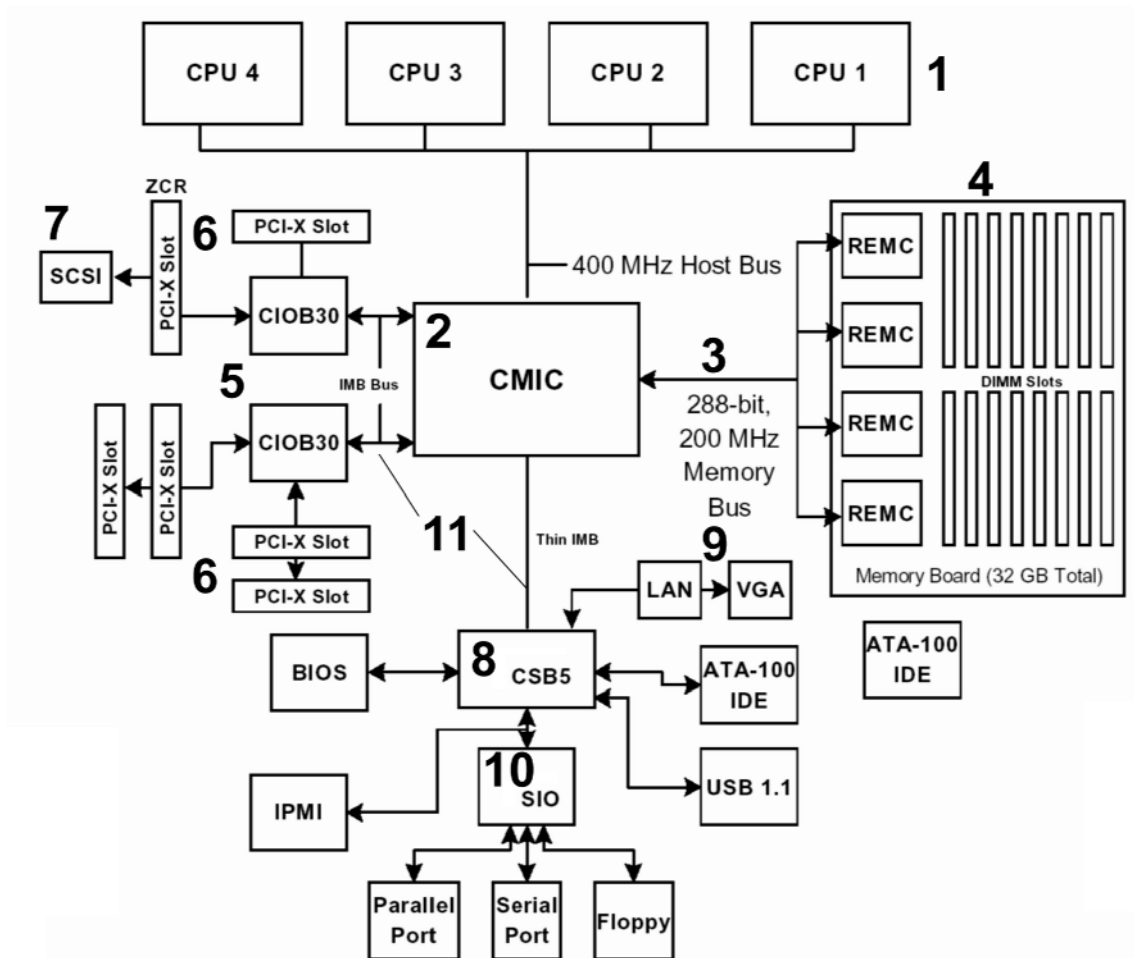 CPU 4
CPU 3
CPU 2
CPU 1
1
ZCR
4
7
6
PCI-X Slot
PCI-X Slot
SCSI
REMC
400 MHz Host Bus
CIOB30
2
CMIC
3
REMC
IMB Bus
5
DIMM Slots
288-bit,
200 MHz
Memory
Bus
REMC
CIOB30
PCI-X Slot
PCI-X Slot
REMC
11
PCI-X Slot
Thin IMB
6
PCI-X Slot
9
Memory Board (32 GB Total)
LAN
VGA
8
CSB5
BIOS
ATA-100
IDE
ATA-100
IDE
10
SIO
IPMI
USB 1.1
Parallel
Port
Serial
Port
Floppy